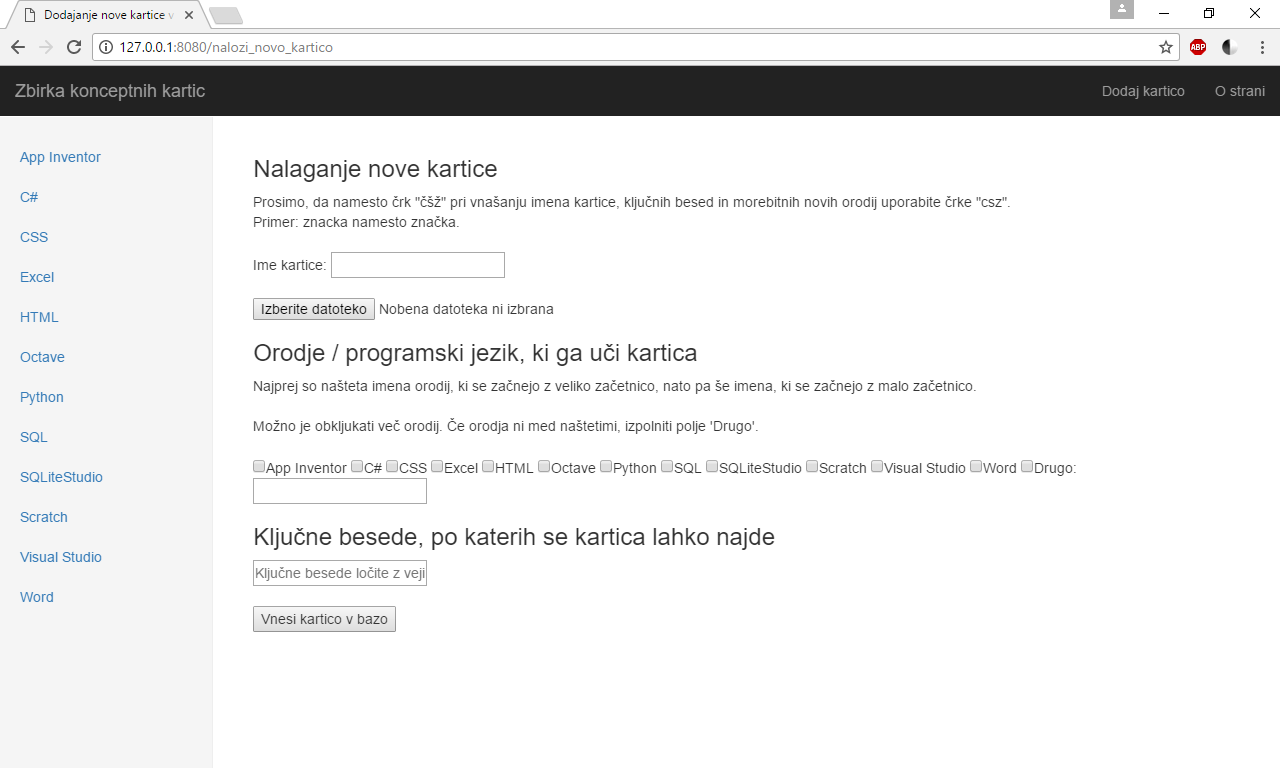 Dodajanje nove kartice v
127.0.0.1:8080/nalozi_novo_kartico
ABP
Zbirka konceptnih kartic
Dodaj kartico
O strani
App Inventor
C#
CSS
Excel
HTML
Octave
Python
SQL
SQLiteStudio
Scratch
Visual Studio
Word
Nalaganje nove kartice
Prosimo, da namesto črk "čšž" pri vnašanju imena kartice, ključnih besed in morebitnih novih orodij uporabite črke "csz".
Primer: znacka namesto značka.
Ime kartice:
Izberite datoteko Nobena datoteka ni izbrana
Orodje / programski jezik, ki ga uči kartica
Najprej so našteta imena orodij, ki se začnejo z veliko začetnico, nato pa še imena, ki se začnejo z malo začetnico.
Možno je obkljukati več orodij. Če orodja ni med naštetimi, izpolniti polje 'Drugo'.
App Inventor C# CSS Excel HTML Octave Python SQL SQLiteStudio Scratch Visual Studio Word Drugo:
Ključne besede, po katerih se kartica lahko najde
Ključne besede ločite z veji
Vnesi kartico v bazo